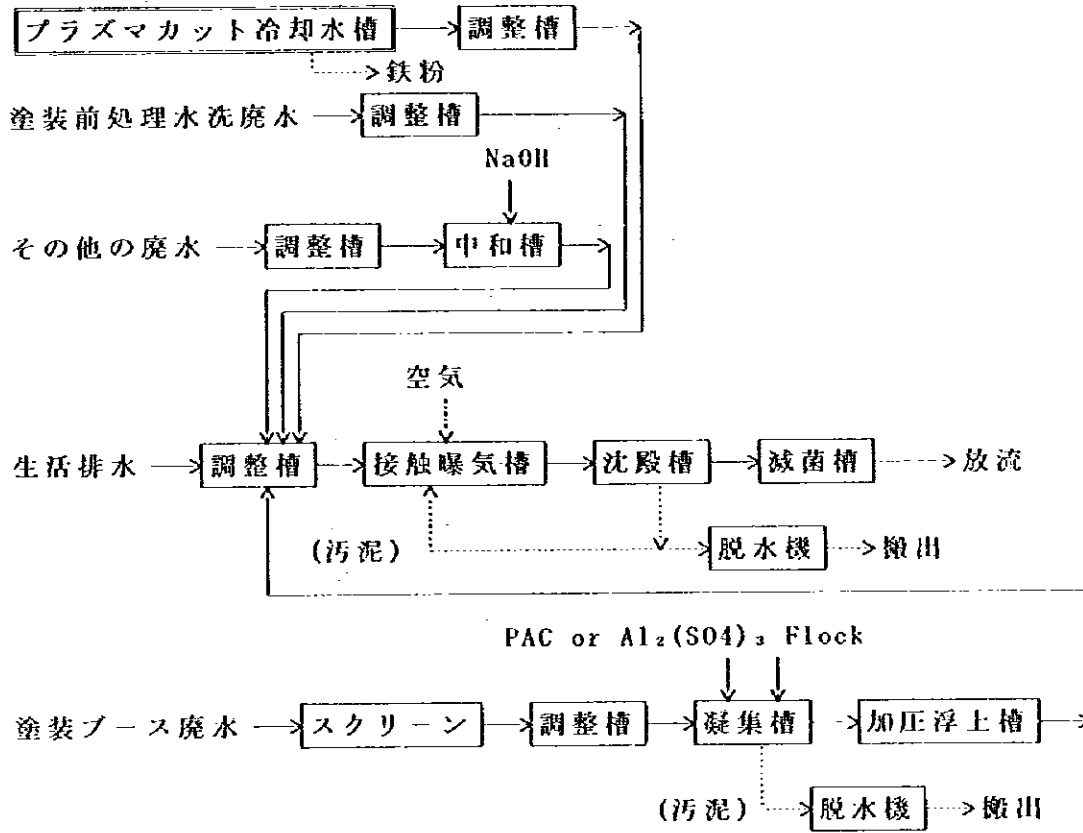 プラズマカット冷却水槽 調整槽
鉄粉
塗装前処理水洗廃水 調整槽
NaOH
その他の廃水 調整槽 中和槽
空気
生活排水 調整槽 接触曝気槽 沈殿槽 滅菌槽 放流
(汚泥) 脱水機 搬出
PAC or Al₂(SO4)₃ Flock
塗装ブース廃水 スクリーン 調整槽 凝集槽 加圧浮上槽
(汚泥) 脱水機 搬出